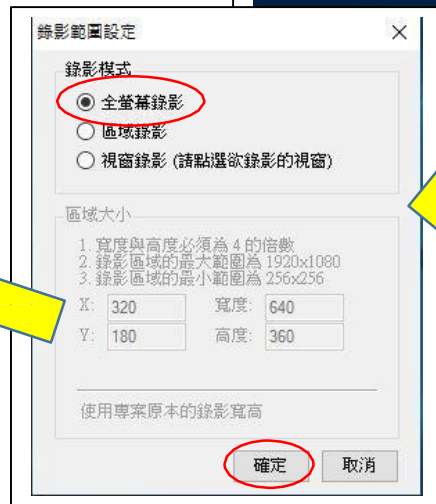 錄影範圍設定
錄影模式
全螢幕錄影
區域錄影
視窗錄影 (請點選欲錄影的視窗)
區域大小
1. 寬度與高度必須為 4 的倍數
2. 錄影區域的最大範圍為 1920x1080
3. 錄影區域的最小範圍為 256x256
X: 320 寬度: 640
Y: 180 高度: 360
使用專案原本的錄影寬高
確定 取消